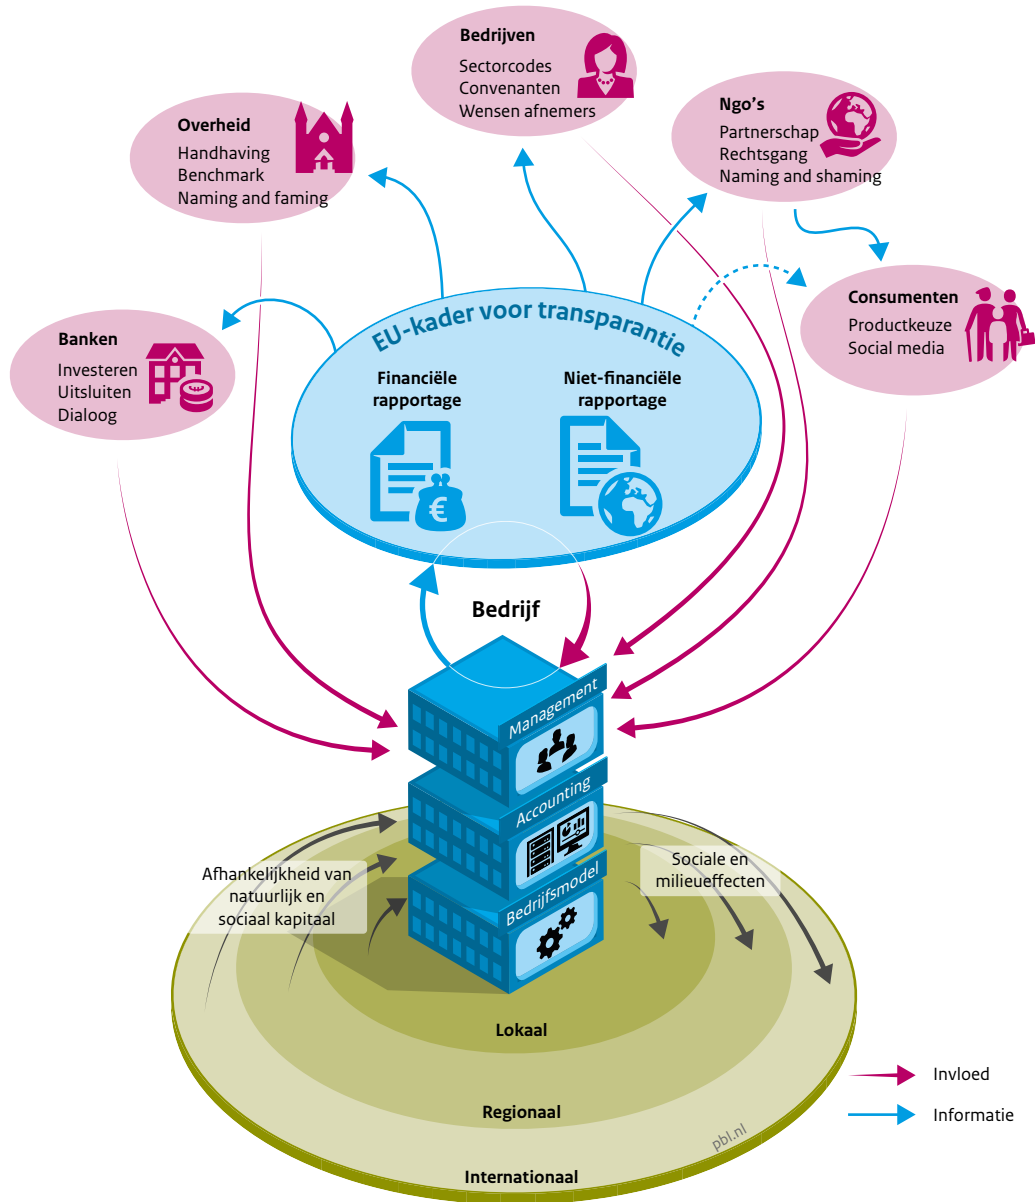 Bedrijven
Sectorcodes
Convenanten
Wensen afnemers
Ngo's
Partnerschap
Rechtsgang
Naming and shaming
Overheid
Handhaving
Benchmark
Naming and faming
Consumenten
Productkeuze
Social media
Banken
Investeren
Uitsluiten
Dialoog
EU-kader voor transparantie
Financiële
rapportage
Niet-financiële
rapportage
€
Bedrijf
Management
Accounting
Bedrijfsmodel
Afhankelijkheid van
natuurlijk en
sociaal kapitaal
Sociale en
milieueffecten
Lokaal
Regionaal
Internationaal
pbl.nl
Invloed
Informatie